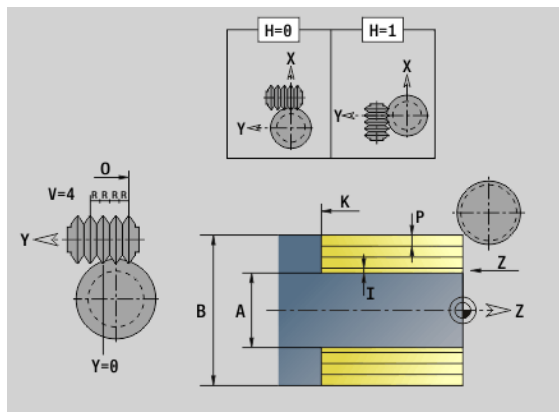 H=0 H=1
X X
Y Y
O
V=4 R R R R
Y
Y=0
K P
Z
I
B A
Z